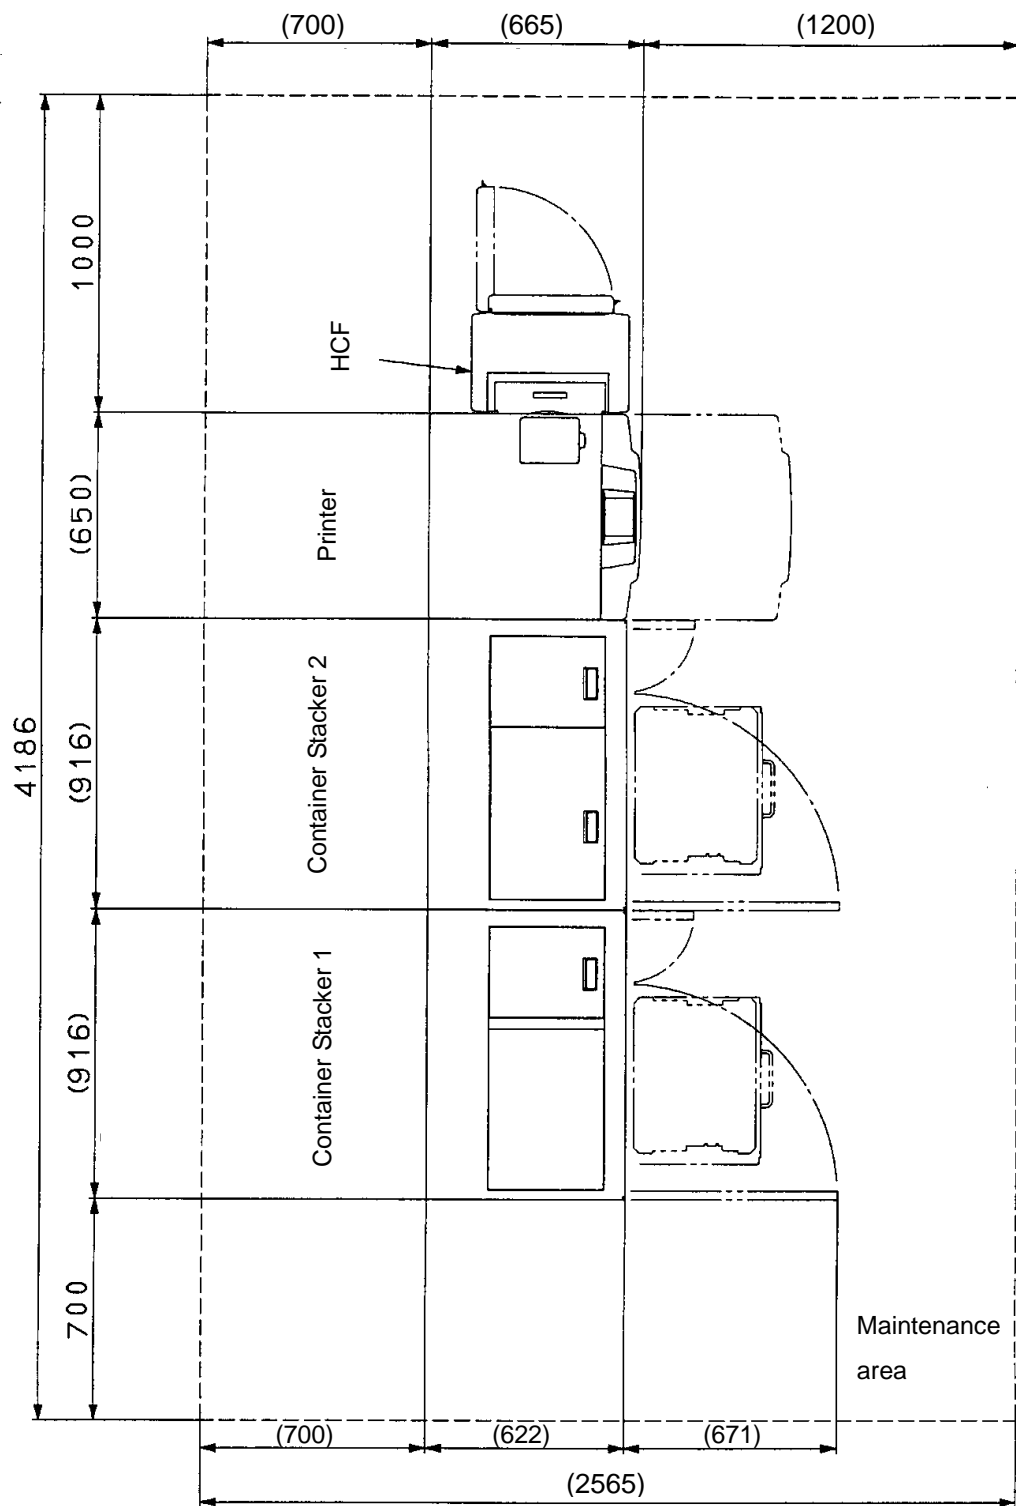 (700)
(665)
(1200)
1000
HCF
(650)
Printer
4186
(916)
Container Stacker 2
(916)
Container Stacker 1
700
Maintenance
area
(700)
(622)
(671)
(2565)